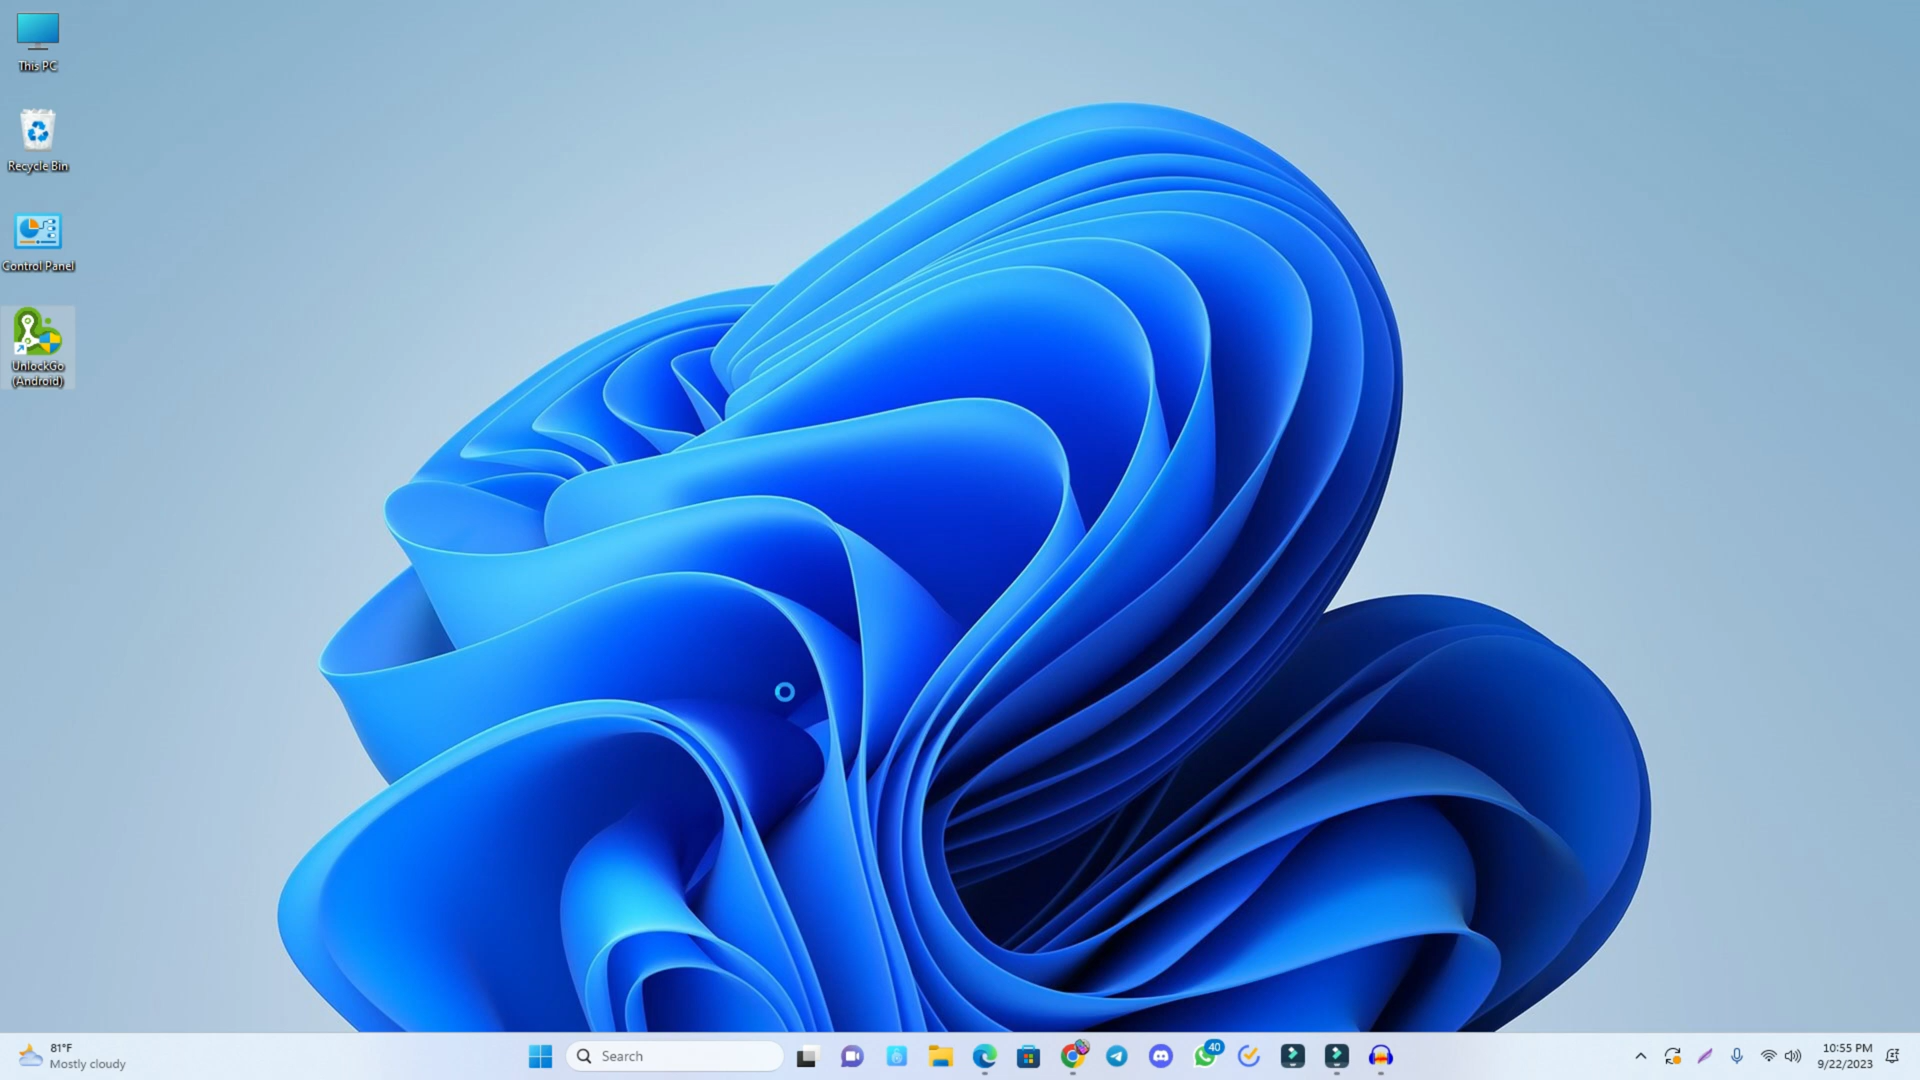 This PC
Recycle Bin
Control Panel
UnlockGo
(Android)
81°F
Mostly cloudy
Search
40
10:55 PM
9/22/2023